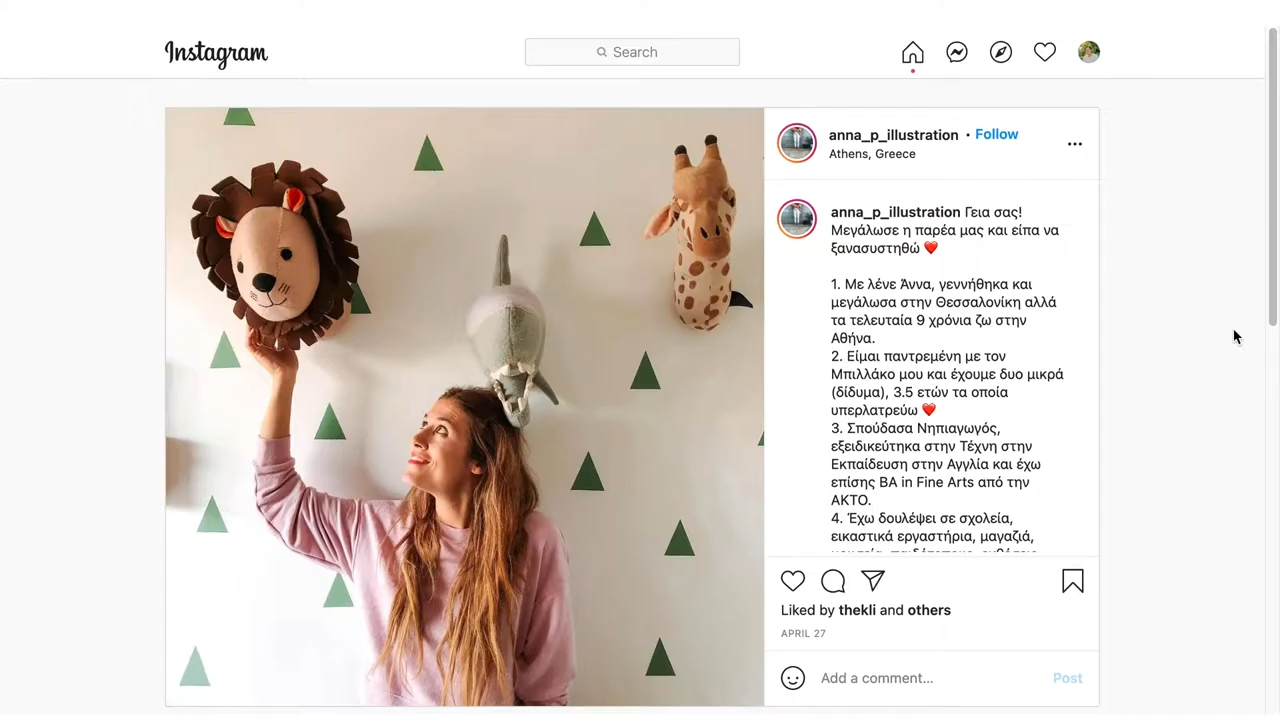 Instagram
Search
anna_p_illustration • Follow
Athens, Greece
anna_p_illustration Γεια σας!
Μεγάλωσε η παρέα μας και είπα να
ξανασυστηθώ ❤️
1. Με λένε Άννα, γεννήθηκα και
μεγάλωσα στην Θεσσαλονίκη αλλά
τα τελευταία 9 χρόνια ζω στην
Αθήνα.
2. Είμαι παντρεμένη με τον
Μπιλλάκο μου και έχουμε δυο μικρά
(δίδυμα), 3.5 ετών τα οποία
υπερλατρεύω ❤️
3. Σπούδασα Νηπιαγωγός,
εξειδικεύτηκα στην Τέχνη στην
Εκπαίδευση στην Αγγλία και έχω
επίσης BA in Fine Arts από την
ΑΚΤΟ.
4. Έχω δουλέψει σε σχολεία,
εικαστικά εργαστήρια, μαγαζιά,
Liked by thekli and others
APRIL 27
Add a comment...
Post